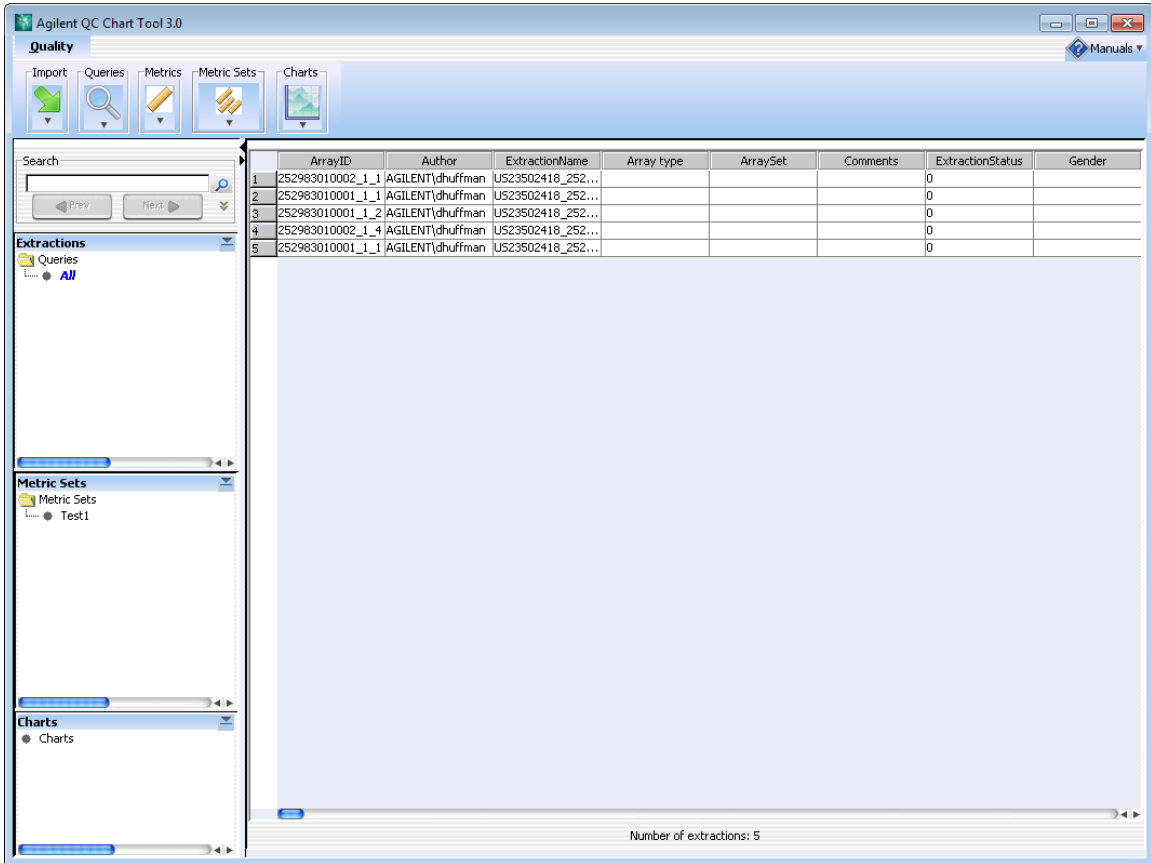 Agilent QC Chart Tool 3.0
Quality
Manuals
Import Queries Metrics Metric Sets Charts
Search
Prev Next
Extractions
Queries
All
Metric Sets
Metric Sets
Test1
Charts
Charts
ArrayID Author ExtractionName Array type ArraySet Comments ExtractionStatus Gender
1 252983010002_1_1 AGILENT\dhuffman US23502418_252... 0
2 252983010001_1_1 AGILENT\dhuffman US23502418_252... 0
3 252983010001_1_2 AGILENT\dhuffman US23502418_252... 0
4 252983010002_1_4 AGILENT\dhuffman US23502418_252... 0
5 252983010001_1_1 AGILENT\dhuffman US23502418_252... 0
Number of extractions: 5